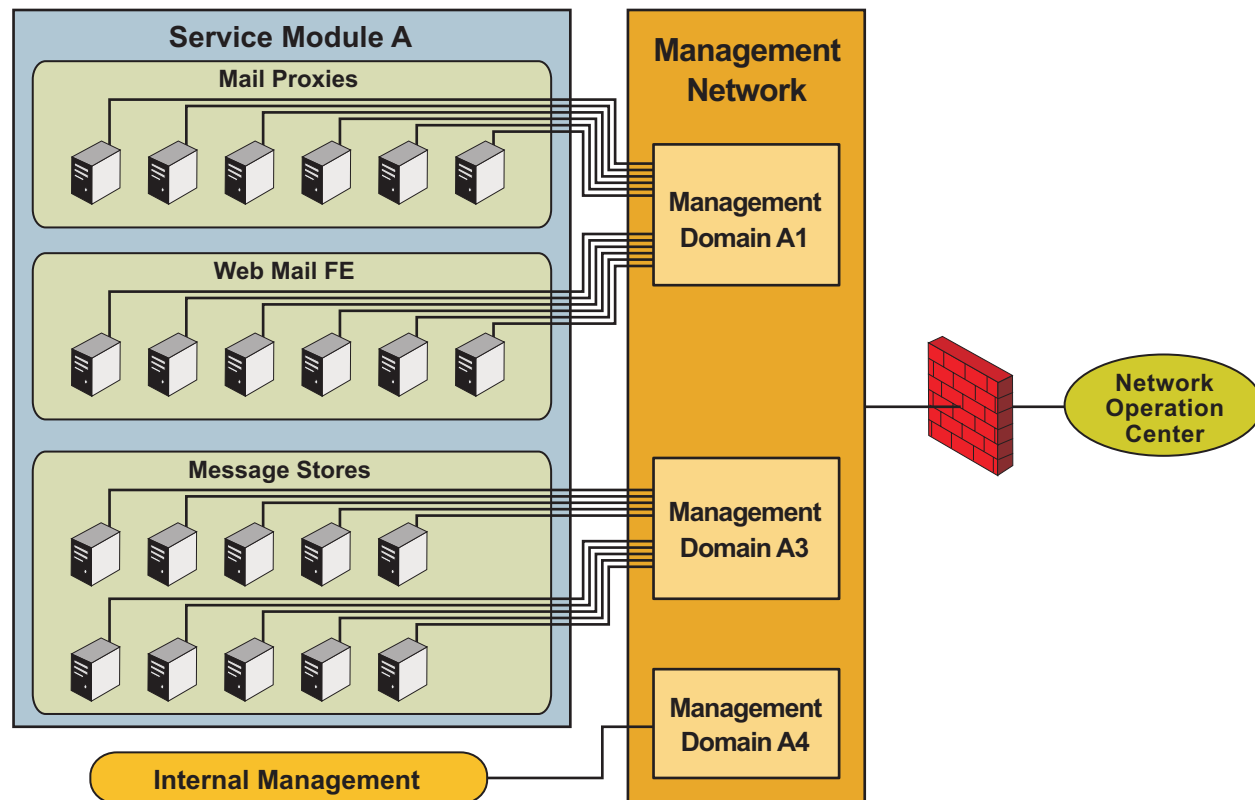 Service Module A
Mail Proxies
Web Mail FE
Message Stores
Internal Management
Management
Network
Management
Domain A1
Management
Domain A3
Management
Domain A4
Network
Operation
Center